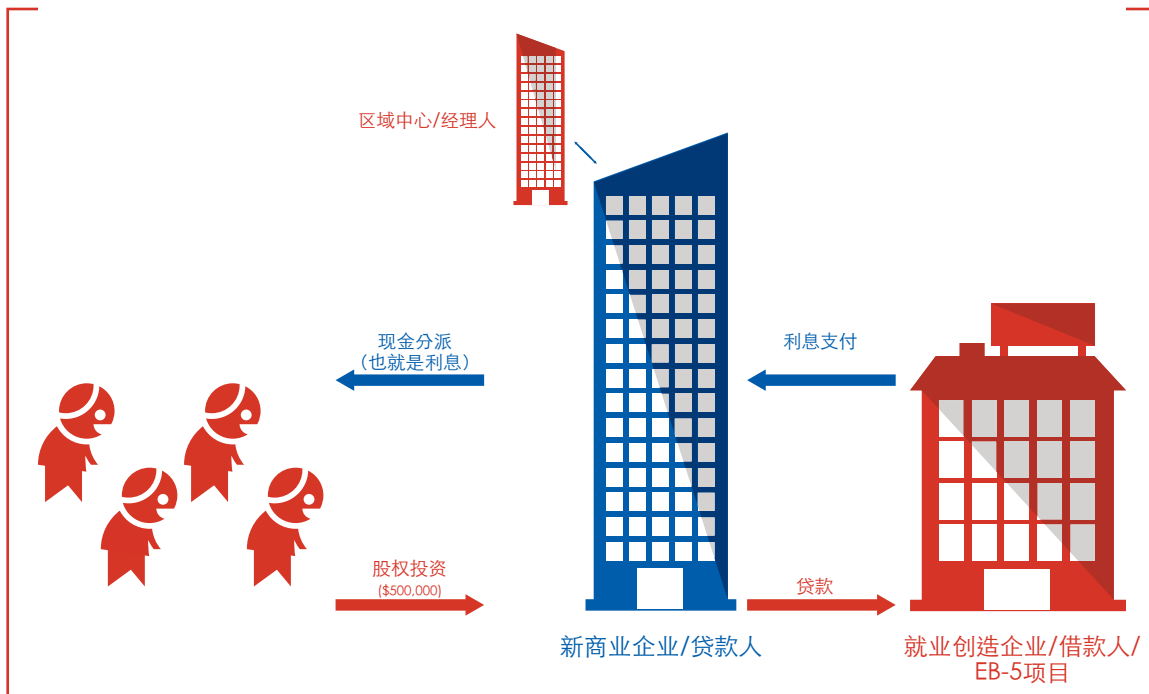 区域中心/经理人
现金分派
（也就是利息）
利息支付
股权投资
($500,000)
贷款
新商业企业/贷款人
就业创造企业/借款人/
EB-5项目